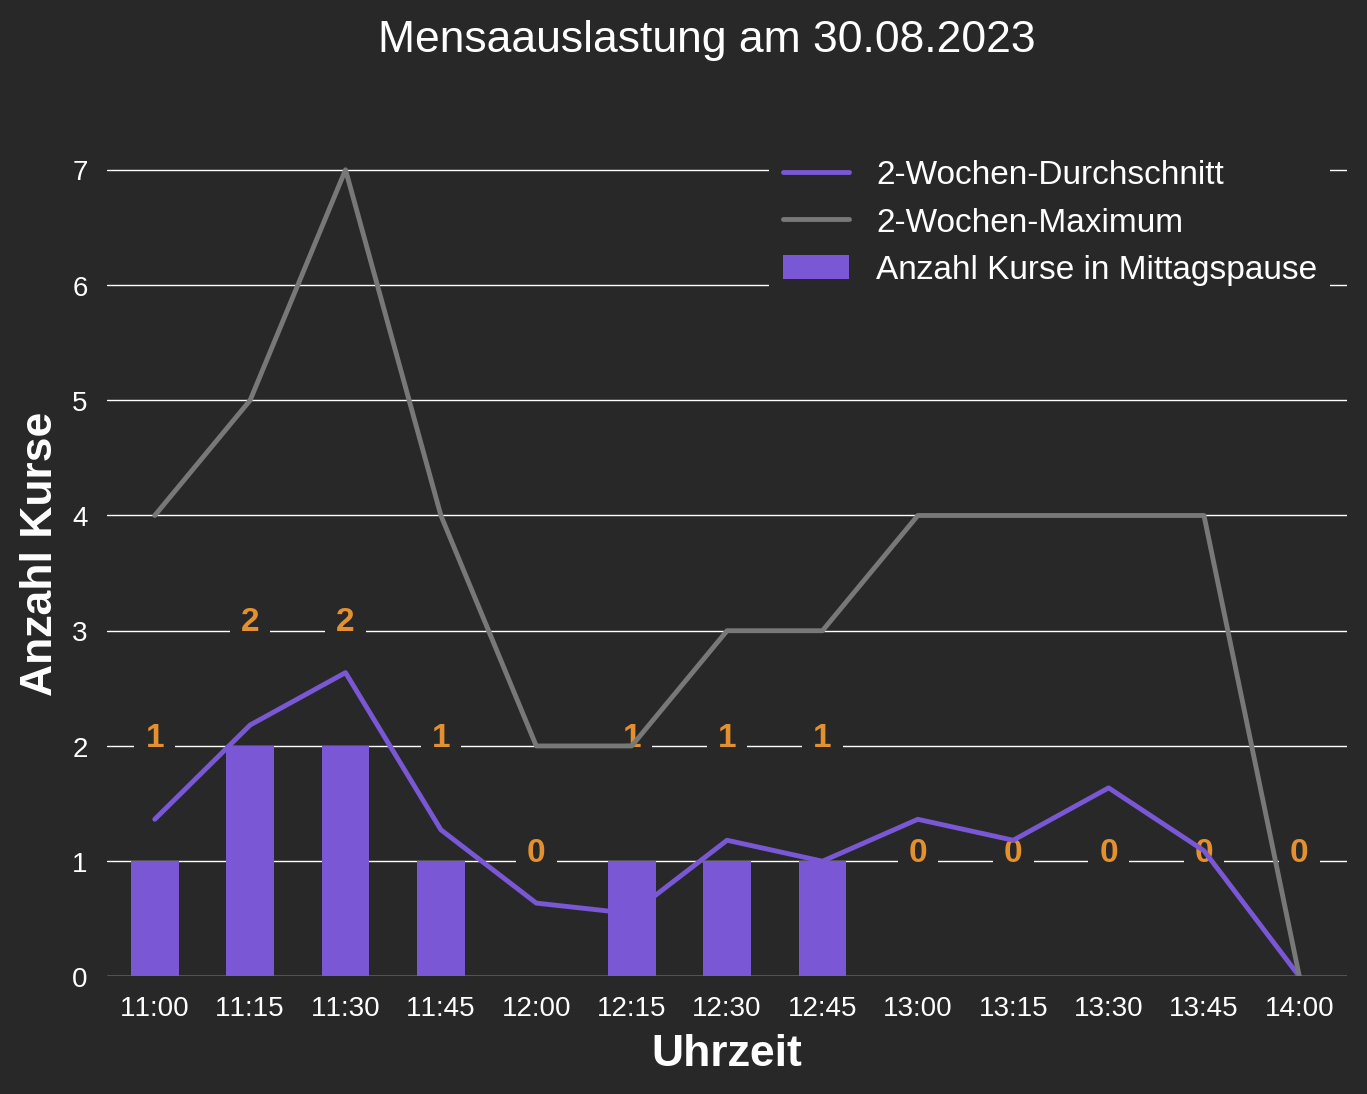 Mensaauslastung am 30.08.2023
7
6
5
4
3
2
1
0
Anzahl Kurse
2-Wochen-Durchschnitt
2-Wochen-Maximum
Anzahl Kurse in Mittagspause
2 2
1 1 1 1 1
0 0 0 0 0 0
11:00 11:15 11:30 11:45 12:00 12:15 12:30 12:45 13:00 13:15 13:30 13:45 14:00
Uhrzeit